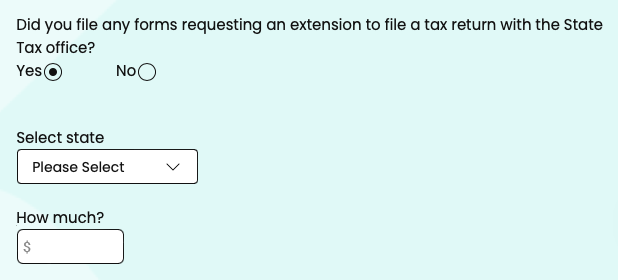 Did you file any forms requesting an extension to file a tax return with the State
Tax office?
Yes No
Select state
Please Select
How much?
$